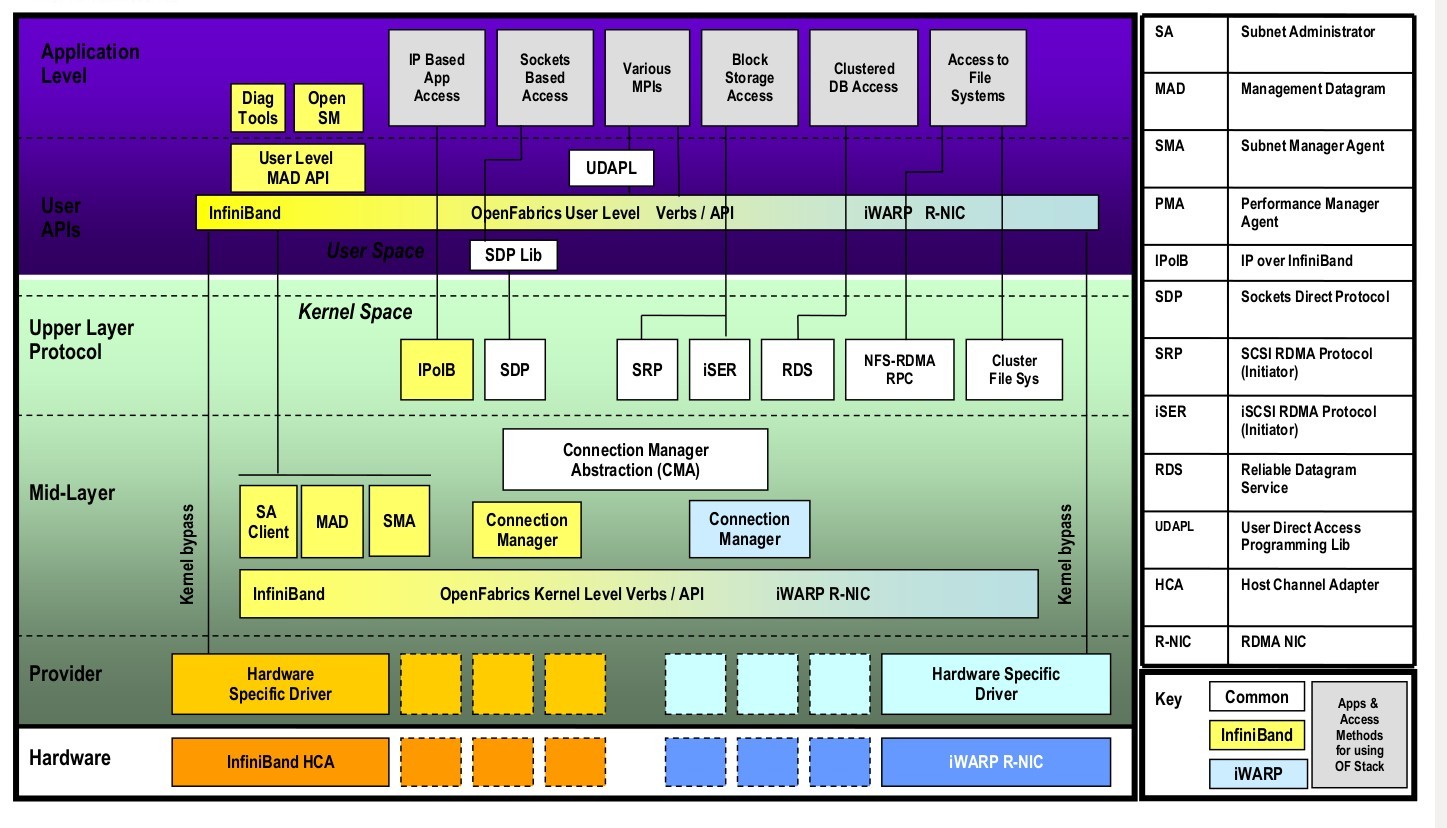 Application
Level
IP Based
App
Access
Sockets
Based
Access
Various
MPIs
Block
Storage
Access
Clustered
DB Access
Access to
File
Systems
Diag
Tools
Open
SM
User Level
MAD API
UDAPL
User
APIs
InfiniBand
OpenFabrics User Level Verbs / API
iWARP R-NIC
User Space
SDP Lib
Kernel Space
Upper Layer
Protocol
IPoIB
SDP
SRP
iSER
RDS
NFS-RDMA
RPC
Cluster
File Sys
Mid-Layer
Connection Manager
Abstraction (CMA)
SA
Client
MAD
SMA
Connection
Manager
Connection
Manager
Kernel bypass
Kernel bypass
InfiniBand
OpenFabrics Kernel Level Verbs / API
iWARP R-NIC
Provider
Hardware
Specific Driver
Hardware Specific
Driver
Hardware
InfiniBand HCA
iWARP R-NIC
SA
Subnet Administrator
MAD
Management Datagram
SMA
Subnet Manager Agent
PMA
Performance Manager
Agent
IPoIB
IP over InfiniBand
SDP
Sockets Direct Protocol
SRP
SCSI RDMA Protocol
(Initiator)
iSER
iSCSI RDMA Protocol
(Initiator)
RDS
Reliable Datagram
Service
UDAPL
User Direct Access
Programming Lib
HCA
Host Channel Adapter
R-NIC
RDMA NIC
Key
Common
InfiniBand
iWARP
Apps &
Access
Methods
for using
OF Stack